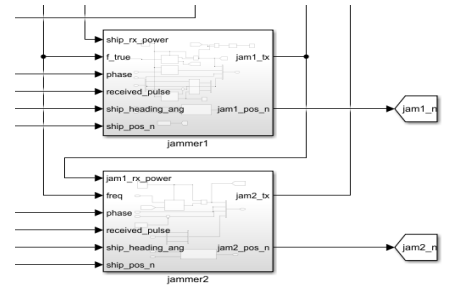 ship_rx_power
f_true
jam1_tx
phase
received_pulse
ship_heading_ang
jam1_pos_n
jam1_n
ship_pos_n
jammer1
jam1_rx_power
freq
jam2_tx
phase
received_pulse
ship_heading_ang
jam2_pos_n
jam2_n
ship_pos_n
jammer2